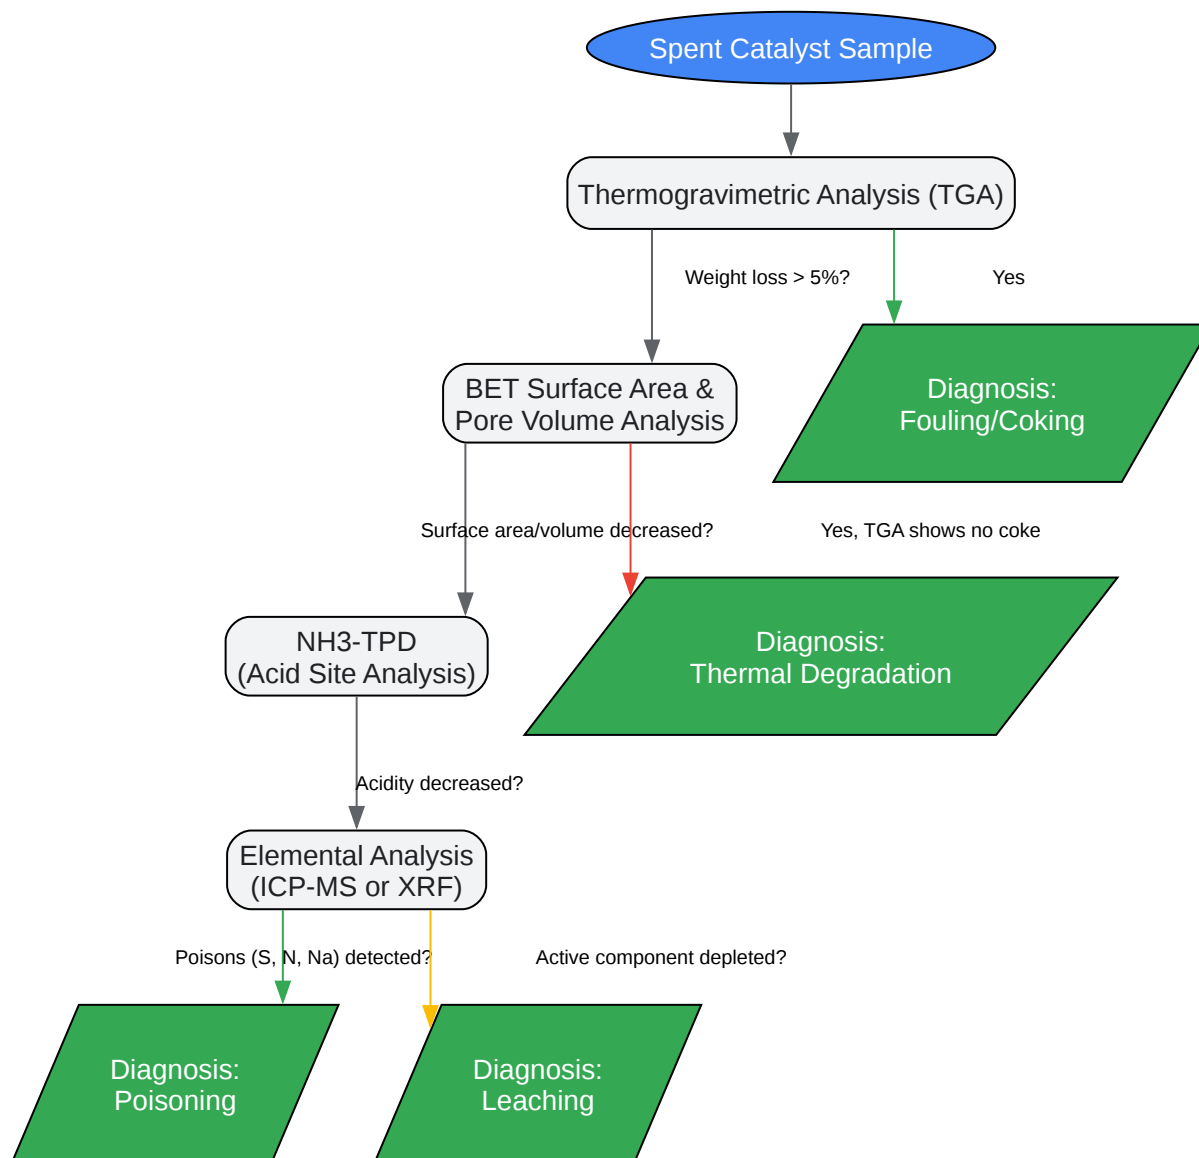 Spent Catalyst Sample
Thermogravimetric Analysis (TGA)
Weight loss > 5%?
Yes
BET Surface Area &
Pore Volume Analysis
Diagnosis:
Fouling/Coking
Surface area/volume decreased?
Yes, TGA shows no coke
NH3-TPD
(Acid Site Analysis)
Diagnosis:
Thermal Degradation
Acidity decreased?
Elemental Analysis
(ICP-MS or XRF)
Poisons (S, N, Na) detected?
Active component depleted?
Diagnosis:
Poisoning
Diagnosis:
Leaching